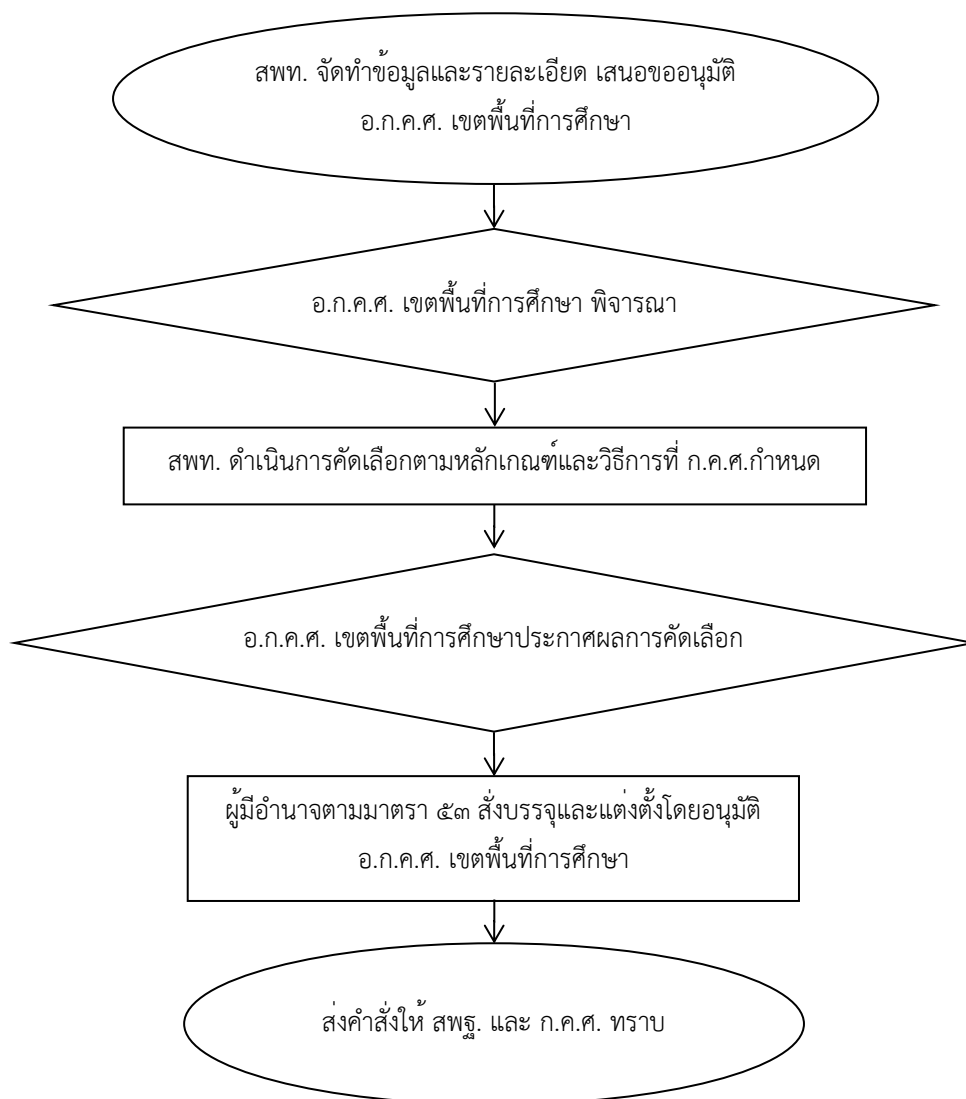 สพท. จัดทำข้อมูลและรายละเอียด เสนอขออนุมัติ
อ.ก.ค.ศ. เขตพื้นที่การศึกษา
อ.ก.ค.ศ. เขตพื้นที่การศึกษา พิจารณา
สพท. ดำเนินการคัดเลือกตามหลักเกณฑ์และวิธีการที่ ก.ค.ศ.กำหนด
อ.ก.ค.ศ. เขตพื้นที่การศึกษาประกาศผลการคัดเลือก
ผู้มีอำนาจตามมาตรา ๕๓ สั่งบรรจุและแต่งตั้งโดยอนุมัติ
อ.ก.ค.ศ. เขตพื้นที่การศึกษา
ส่งคำสั่งให้ สพฐ. และ ก.ค.ศ. ทราบ